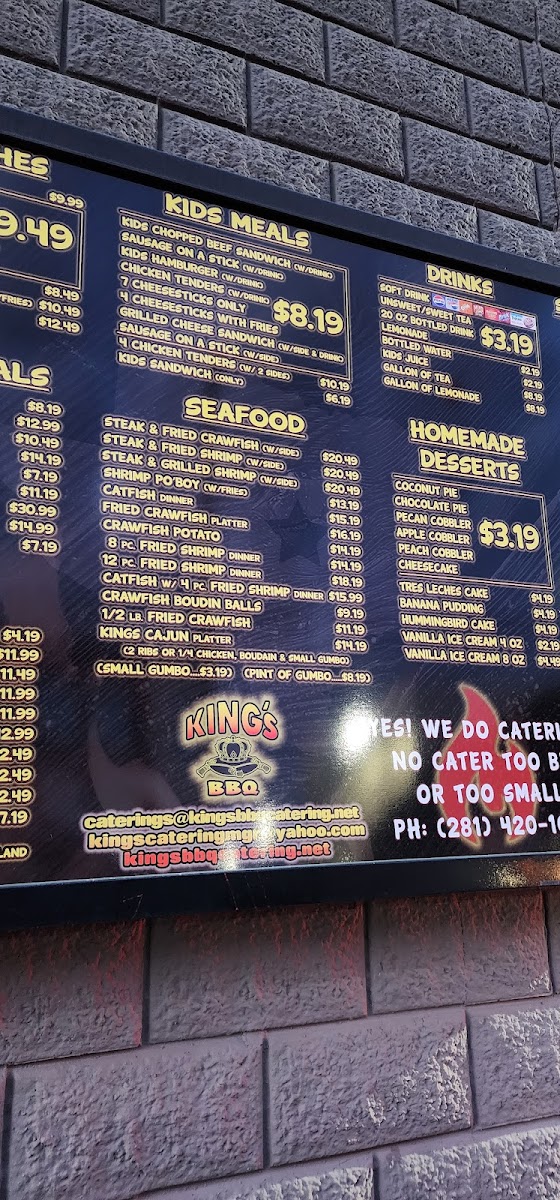 HES
$9.99
9.49
$8.49
FRIES) $10.49
$12.49
ALS
$8.19
$12.99
$10.49
$14.19
$7.19
$11.19
$30.99
$14.99
$7.19
$4.19
$11.99
11.49
11.99
11.99
12.99
2.49
2.49
2.49
7.19
LAND
KIDS MEALS
KIDS CHOPPED BEEF SANDWICH (W/DRINK)
SAUSAGE ON A STICK (W/DRINK)
KIDS HAMBURGER (W/DRINK)
CHICKEN TENDERS (W/DRINK)
7 CHEESESTICKS ONLY
4 CHEESESTICKS WITH FRIES
$8.19
GRILLED CHEESE SANDWICH (W/SIDE & DRINK)
SAUSAGE ON A STICK (W/SIDE)
4 CHICKEN TENDERS (W/ 2 SIDES) $10.19
KIDS SANDWICH (ONLY) $6.19
SEAFOOD
STEAK & FRIED CRAWFISH (W/SIDE) $20.49
STEAK & FRIED SHRIMP (W/SIDE) $20.49
STEAK & GRILLED SHRIMP (W/SIDE) $20.49
SHRIMP PO'BOY (W/FRIES) $13.19
CATFISH DINNER $15.19
FRIED CRAWFISH PLATTER $16.19
CRAWFISH POTATO $14.19
8 PC. FRIED SHRIMP DINNER $14.19
12 PC. FRIED SHRIMP DINNER $18.19
CATFISH W/ 4 PC. FRIED SHRIMP DINNER $15.99
CRAWFISH BOUDIN BALLS $9.19
1/2 LB. FRIED CRAWFISH $11.19
KINGS CAJUN PLATTER $14.19
(2 RIBS OR 1/4 CHICKEN, BOUDAIN & SMALL GUMBO)
(SMALL GUMBO...$3.19) (PINT OF GUMBO...$8.19)
KING'S
BBQ
caterings@kingsbbqcatering.net
kingscateringmgr@yahoo.com
kingsbbqcatering.net
DRINKS
SOFT DRINK
UNSWEET/SWEET TEA
20 OZ BOTTLED DRINK
LEMONADE
$3.19
BOTTLED WATER $2.19
KIDS JUICE $2.19
GALLON OF TEA $8.19
GALLON OF LEMONADE $8.19
HOMEMADE
DESSERTS
COCONUT PIE
CHOCOLATE PIE
PECAN COBBLER
APPLE COBBLER
PEACH COBBLER
CHEESECAKE
$3.19
TRES LECHES CAKE $4.19
BANANA PUDDING $4.19
HUMMINGBIRD CAKE $4.19
VANILLA ICE CREAM 4 OZ $2.19
VANILLA ICE CREAM 8 OZ $4.49
YES! WE DO CATERI
NO CATER TOO B
OR TOO SMALL
PH: (281) 420-1